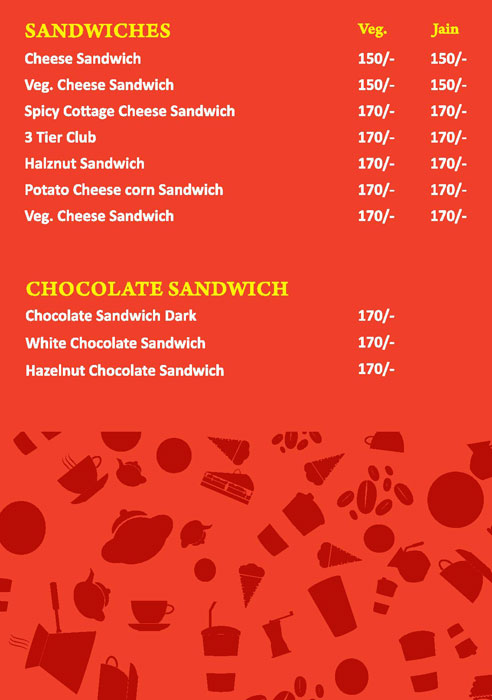 SANDWICHES Veg. Jain
Cheese Sandwich 150/- 150/-
Veg. Cheese Sandwich 150/- 150/-
Spicy Cottage Cheese Sandwich 170/- 170/-
3 Tier Club 170/- 170/-
Halznut Sandwich 170/- 170/-
Potato Cheese corn Sandwich 170/- 170/-
Veg. Cheese Sandwich 170/- 170/-
CHOCOLATE SANDWICH
Chocolate Sandwich Dark 170/-
White Chocolate Sandwich 170/-
Hazelnut Chocolate Sandwich 170/-